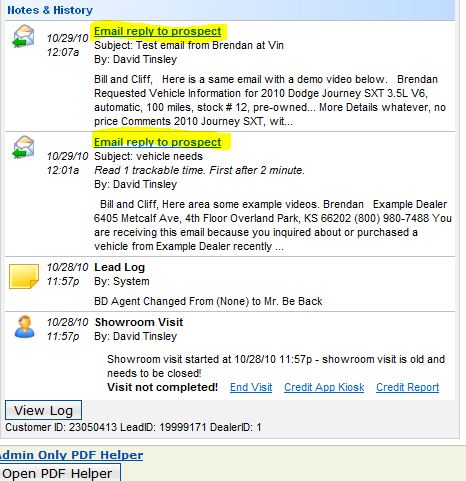 Notes & History
10/29/10 Email reply to prospect
12:07a Subject: Test email from Brendan at Vin
By: David Tinsley
Bill and Cliff, Here is a same email with a demo video below. Brendan
Requested Vehicle Information for 2010 Dodge Journey SXT 3.5L V6,
automatic, 100 miles, stock # 12, pre-owned... More Details whatever, no
price Comments 2010 Journey SXT, wit...
10/29/10 Email reply to prospect
12:01a Subject: vehicle needs
Read 1 trackable time. First after 2 minute.
By: David Tinsley
Bill and Cliff, Here area some example videos. Brendan Example Dealer
6405 Metcalf Ave, 4th Floor Overland Park, KS 66202 (800) 980-7488 You
are receiving this email because you inquired about or purchased a
vehicle from Example Dealer recently ...
10/28/10 Lead Log
11:57p By: System
BD Agent Changed From (None) to Mr. Be Back
10/28/10 Showroom Visit
11:57p By: David Tinsley
Showroom visit started at 10/28/10 11:57p - showroom visit is old and
needs to be closed!
Visit not completed! End Visit Credit App Kiosk Credit Report
View Log
Customer ID: 23050413 LeadID: 19999171 DealerID: 1
Admin Only PDF Helper
Open PDF Helper